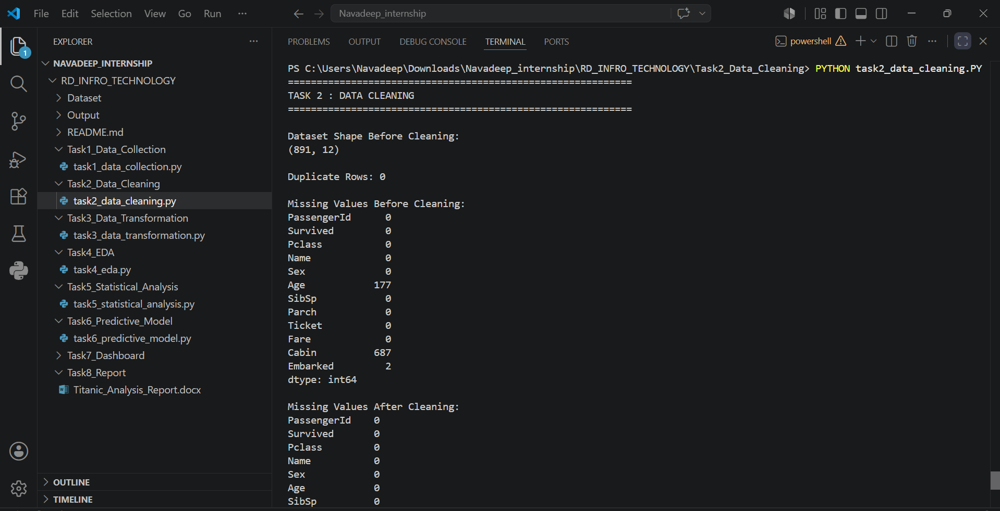 File Edit Selection View Go Run ···
Navadeep_internship
EXPLORER
1
NAVADEEP_INTERNSHIP
RD_INFRO_TECHNOLOGY
Dataset
Output
README.md
Task1_Data_Collection
task1_data_collection.py
Task2_Data_Cleaning
task2_data_cleaning.py
Task3_Data_Transformation
task3_data_transformation.py
Task4_EDA
task4_eda.py
Task5_Statistical_Analysis
task5_statistical_analysis.py
Task6_Predictive_Model
task6_predictive_model.py
Task7_Dashboard
Task8_Report
Titanic_Analysis_Report.docx
OUTLINE
TIMELINE
PROBLEMS OUTPUT DEBUG CONSOLE TERMINAL PORTS
powershell
PS C:\Users\Navadeep\Downloads\Navadeep_internship\RD_INFRO_TECHNOLOGY\Task2_Data_Cleaning> PYTHON task2_data_cleaning.PY
============================================================
TASK 2 : DATA CLEANING
============================================================
Dataset Shape Before Cleaning:
(891, 12)
Duplicate Rows: 0
Missing Values Before Cleaning:
PassengerId 0
Survived 0
Pclass 0
Name 0
Sex 0
Age 177
SibSp 0
Parch 0
Ticket 0
Fare 0
Cabin 687
Embarked 2
dtype: int64
Missing Values After Cleaning:
PassengerId 0
Survived 0
Pclass 0
Name 0
Sex 0
Age 0
SibSp 0